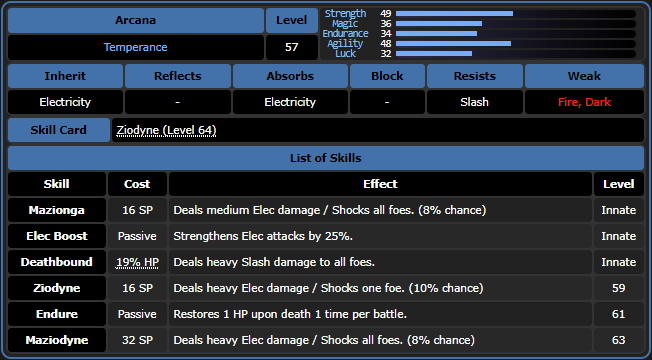 Arcana Level
Temperance 57
Strength 49
Magic 36
Endurance 34
Agility 48
Luck 32
Inherit Reflects Absorbs Block Resists Weak
Electricity - Electricity - Slash Fire, Dark
Skill Card Ziodyne (Level 64)
List of Skills
Skill Cost Effect Level
Mazionga 16 SP Deals medium Elec damage / Shocks all foes. (8% chance) Innate
Elec Boost Passive Strengthens Elec attacks by 25%. Innate
Deathbound 19% HP Deals heavy Slash damage to all foes. Innate
Ziodyne 16 SP Deals heavy Elec damage / Shocks one foe. (10% chance) 59
Endure Passive Restores 1 HP upon death 1 time per battle. 61
Maziodyne 32 SP Deals heavy Elec damage / Shocks all foes. (8% chance) 63